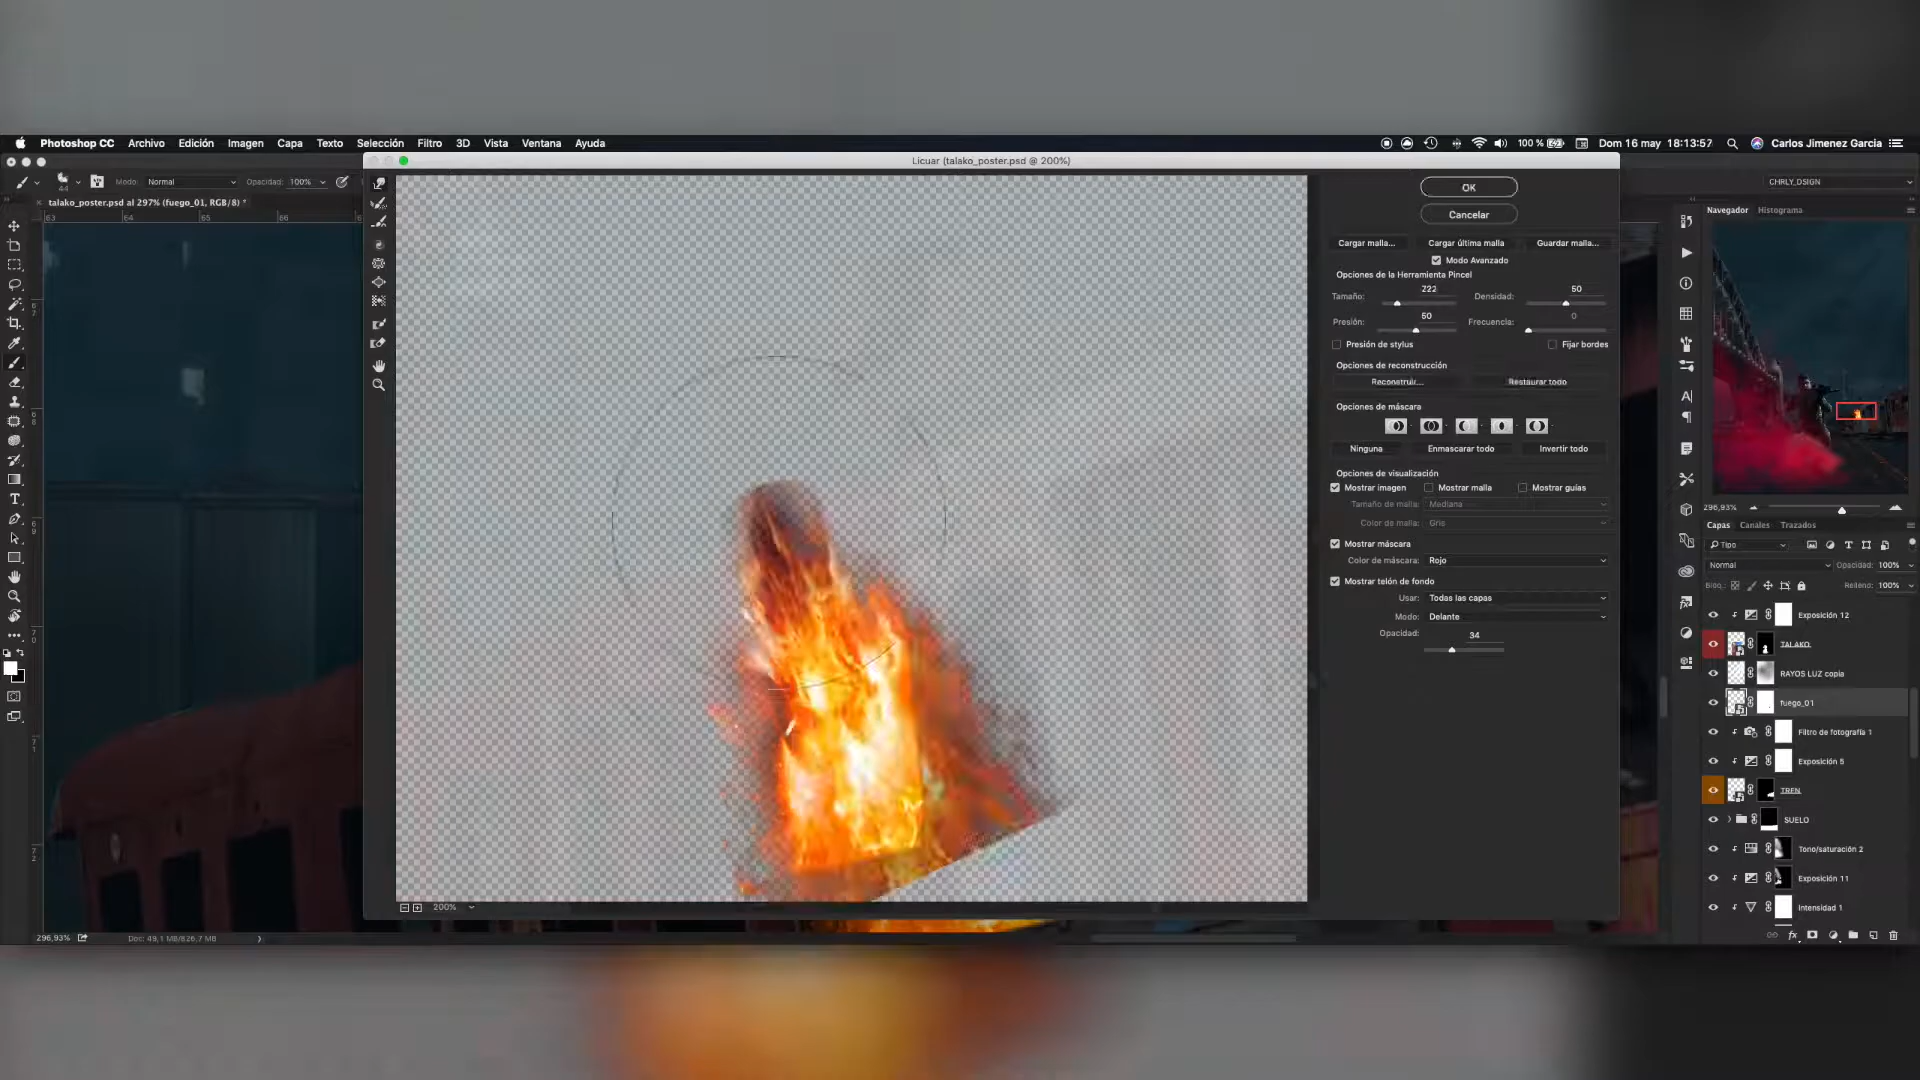 Photoshop CC Archivo Edición Imagen Capa Texto Selección Filtro 3D Vista Ventana Ayuda
100 % Dom 16 may 18:13:57 Carlos Jimenez Garcia
Licuar (talako_poster.psd @ 200%)
44 Modo: Normal Opacidad: 100%
CHRLY_DSIGN
talako_poster.psd al 297% (fuego_01, RGB/8) *
63 64 65 66
OK
Cancelar
Cargar malla... Cargar última malla Guardar malla...
Modo Avanzado
Opciones de la Herramienta Pincel
Tamaño: 222 Densidad: 50
Presión: 50 Frecuencia: 0
Presión de stylus Fijar bordes
Opciones de reconstrucción
Reconstruir... Restaurar todo
Opciones de máscara
Ninguna Enmascarar todo Invertir todo
Opciones de visualización
Mostrar imagen Mostrar malla Mostrar guías
Tamaño de malla: Mediana
Color de malla: Gris
Mostrar máscara
Color de máscara: Rojo
Mostrar telón de fondo
Usar: Todas las capas
Modo: Delante
Opacidad: 34
200%
296,93% Doc: 49,1 MB/826,7 MB
Navegador Histograma
296,93%
Capas Canales Trazados
Tipo
Normal Opacidad: 100%
Bloq.: Relleno: 100%
Exposición 12
TALAKO
RAYOS LUZ copia
fuego_01
Filtro de fotografía 1
Exposición 5
TREN
SUELO
Tono/saturación 2
Exposición 11
Intensidad 1
fx